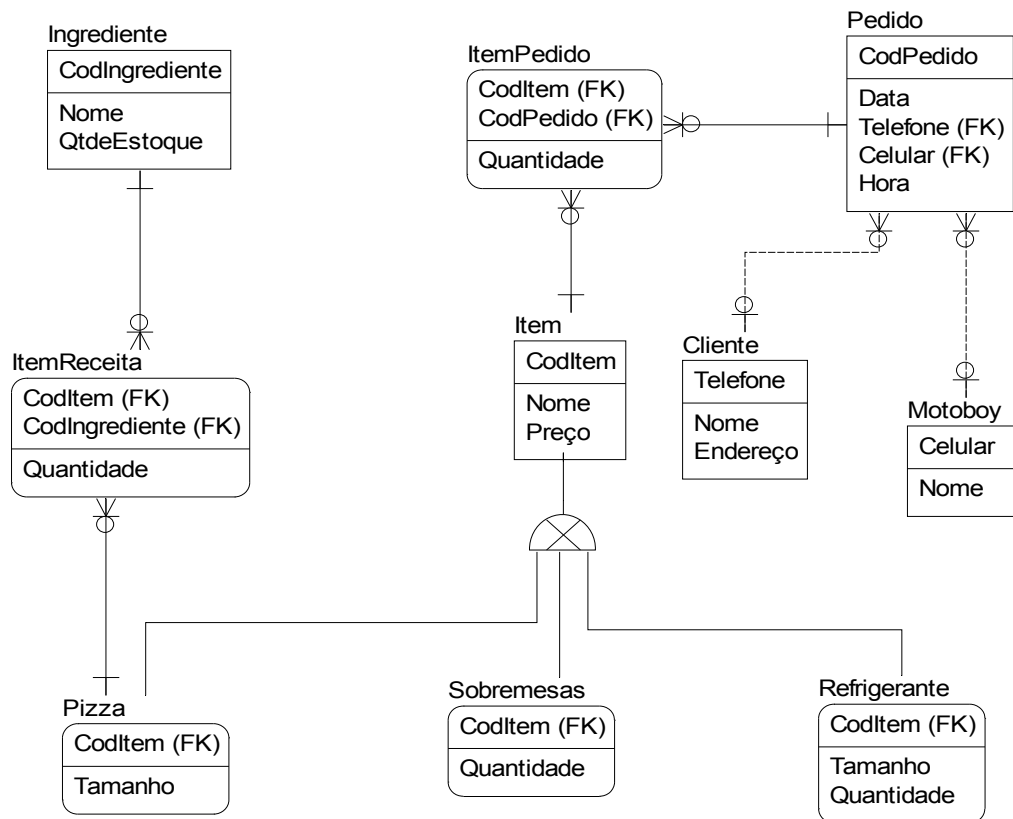 Ingrediente
CodIngrediente
Nome
QtdeEstoque
ItemPedido
CodItem (FK)
CodPedido (FK)
Quantidade
Pedido
CodPedido
Data
Telefone (FK)
Celular (FK)
Hora
ItemReceita
CodItem (FK)
CodIngrediente (FK)
Quantidade
Item
CodItem
Nome
Preço
Cliente
Telefone
Nome
Endereço
Motoboy
Celular
Nome
Pizza
CodItem (FK)
Tamanho
Sobremesas
CodItem (FK)
Quantidade
Refrigerante
CodItem (FK)
Tamanho
Quantidade